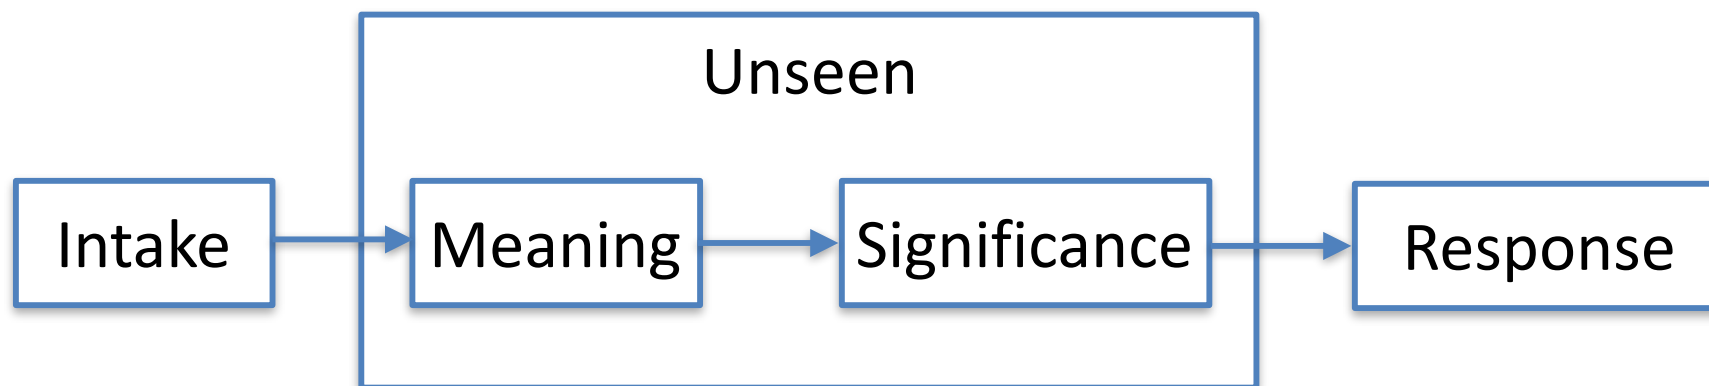 Unseen
Intake
Meaning
Significance
Response